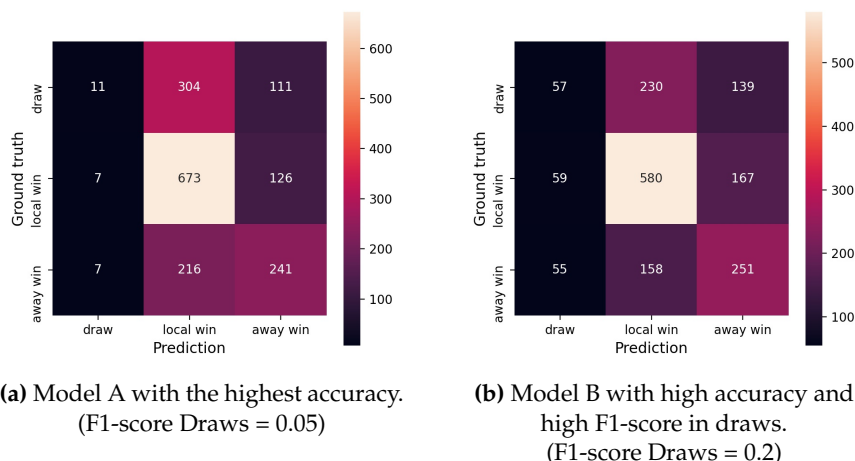 600
500
400
300
200
100
draw
local win
away win
Ground truth
11 304 111
7 673 126
7 216 241
draw local win away win
Prediction
(a) Model A with the highest accuracy.
(F1-score Draws = 0.05)
500
400
300
200
100
draw
local win
away win
Ground truth
57 230 139
59 580 167
55 158 251
draw local win away win
Prediction
(b) Model B with high accuracy and
high F1-score in draws.
(F1-score Draws = 0.2)